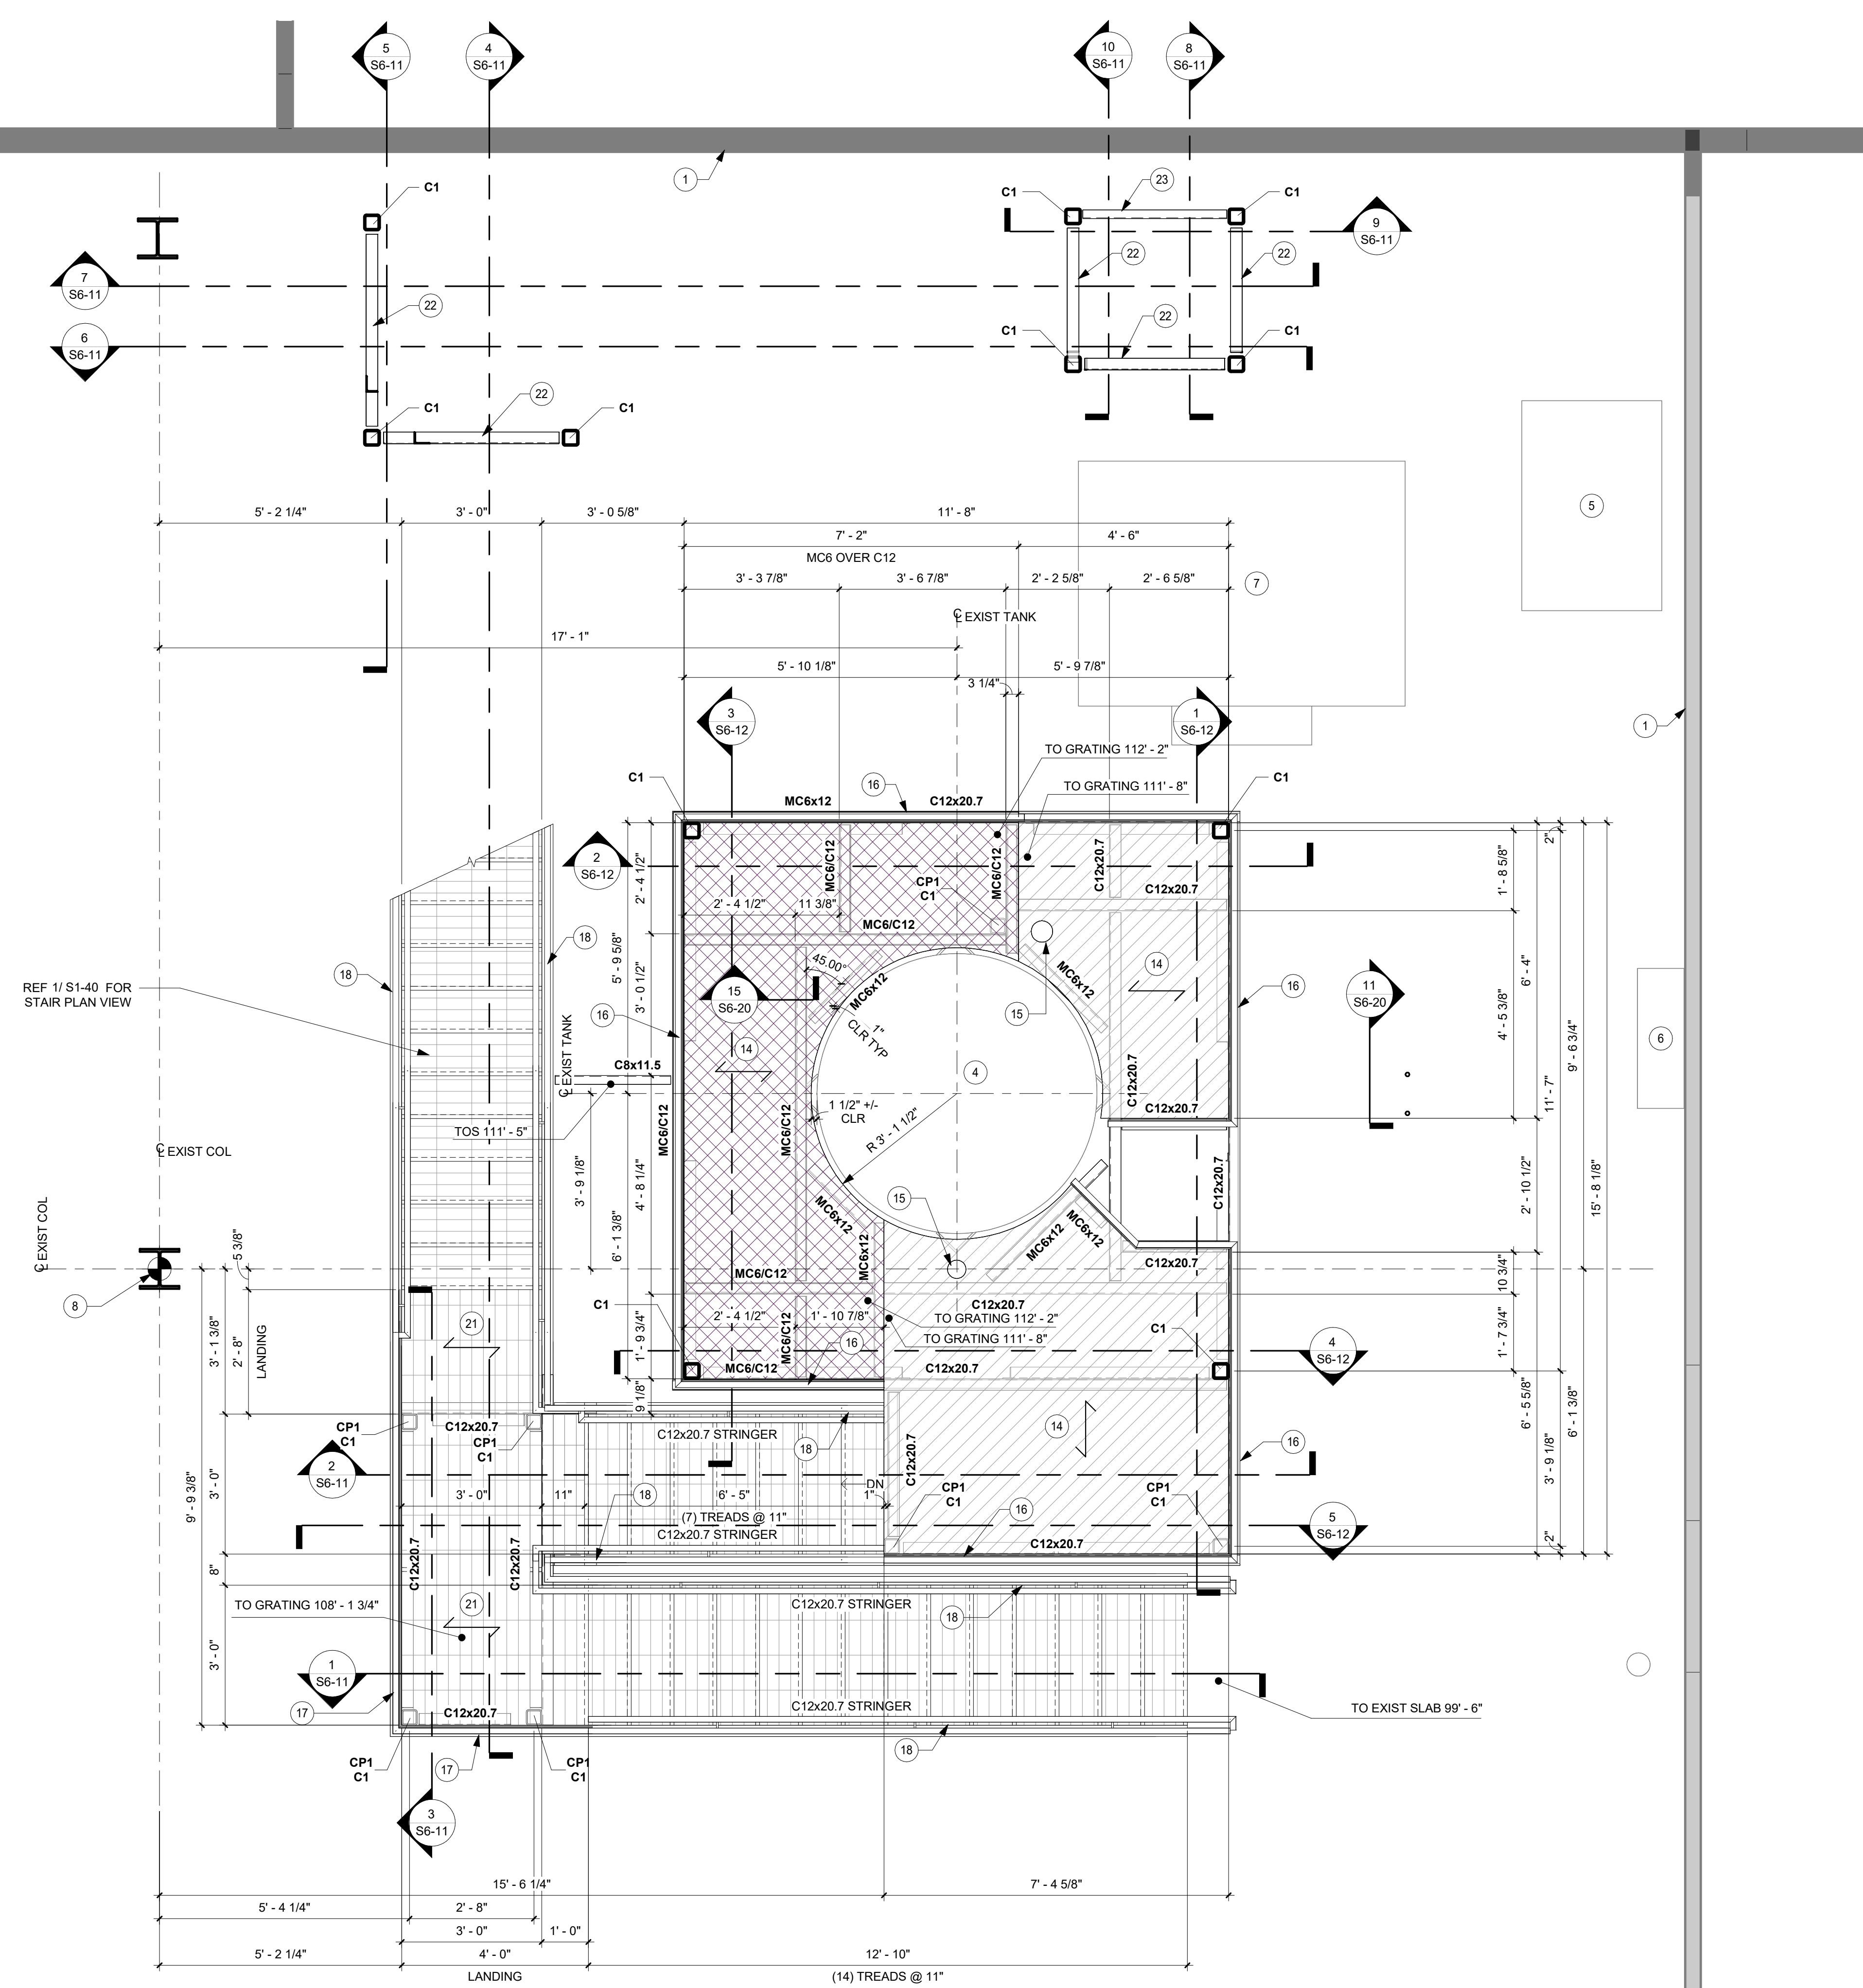 5
S6-11
4
S6-11
10
S6-11
8
S6-11
1
C1
C1
23
C1
9
S6-11
7
S6-11
22
22
22
6
S6-11
C1
22
C1
C1
22
C1
5
5' - 2 1/4"
3' - 0"
3' - 0 5/8"
11' - 8"
7' - 2"
4' - 6"
MC6 OVER C12
3' - 3 7/8"
3' - 6 7/8"
2' - 2 5/8"
2' - 6 5/8"
7
℄ EXIST TANK
17' - 1"
5' - 10 1/8"
5' - 9 7/8"
3 1/4"
3
S6-12
1
S6-12
1
TO GRATING 112' - 2"
C1
16
TO GRATING 111' - 8"
C1
MC6x12
C12x20.7
2
S6-12
2' - 4 1/2"
MC6/C12
MC6/C12
C12x20.7
C12x20.7
CP1
C1
2' - 4 1/2"
11 3/8"
MC6/C12
1' - 8 5/8"
2"
18
18
5' - 9 5/8"
REF 1/ S1-40 FOR
STAIR PLAN VIEW
45.00°
MC6x12
MC6x12
14
15
S6-20
16
15
16
11
S6-20
3' - 0 1/2"
1"
CLR TYP
4' - 5 3/8"
6' - 4"
9' - 6 3/4"
6
14
℄ EXIST TANK
C8x11.5
4
C12x20.7
C12x20.7
1 1/2" +/-
CLR
R 3' - 1 1/2"
TOS 111' - 5"
MC6/C12
MC6/C12
11' - 7"
℄ EXIST COL
℄ EXIST COL
3' - 9 1/8"
4' - 8 1/4"
6' - 1 3/8"
15
MC6x12
MC6x12
MC6x12
MC6x12
C12x20.7
C12x20.7
2' - 10 1/2"
15' - 8 1/8"
5 3/8"
8
MC6/C12
C1
C12x20.7
10 3/4"
2' - 4 1/2"
1' - 10 7/8"
TO GRATING 112' - 2"
TO GRATING 111' - 8"
C1
21
3' - 1 3/8"
2' - 8"
LANDING
1' - 9 3/4"
MC6/C12
16
MC6/C12
C12x20.7
4
S6-12
1' - 7 3/4"
9 1/8"
CP1
C1
C12x20.7
CP1
C1
C12x20.7 STRINGER
18
14
C12x20.7
16
6' - 5 5/8"
6' - 1 3/8"
3' - 9 1/8"
2
S6-11
9' - 9 3/8"
3' - 0"
3' - 0"
11"
18
6' - 5"
DN
1"
CP1
C1
CP1
C1
(7) TREADS @ 11"
C12x20.7 STRINGER
16
5
S6-12
C12x20.7
2"
8"
C12x20.7
C12x20.7
TO GRATING 108' - 1 3/4"
21
C12x20.7 STRINGER
18
3' - 0"
1
S6-11
17
C12x20.7
C12x20.7 STRINGER
TO EXIST SLAB 99' - 6"
CP1
C1
17
CP1
C1
18
3
S6-11
15' - 6 1/4"
7' - 4 5/8"
5' - 4 1/4"
2' - 8"
3' - 0"
1' - 0"
5' - 2 1/4"
4' - 0"
12' - 10"
LANDING
(14) TREADS @ 11"